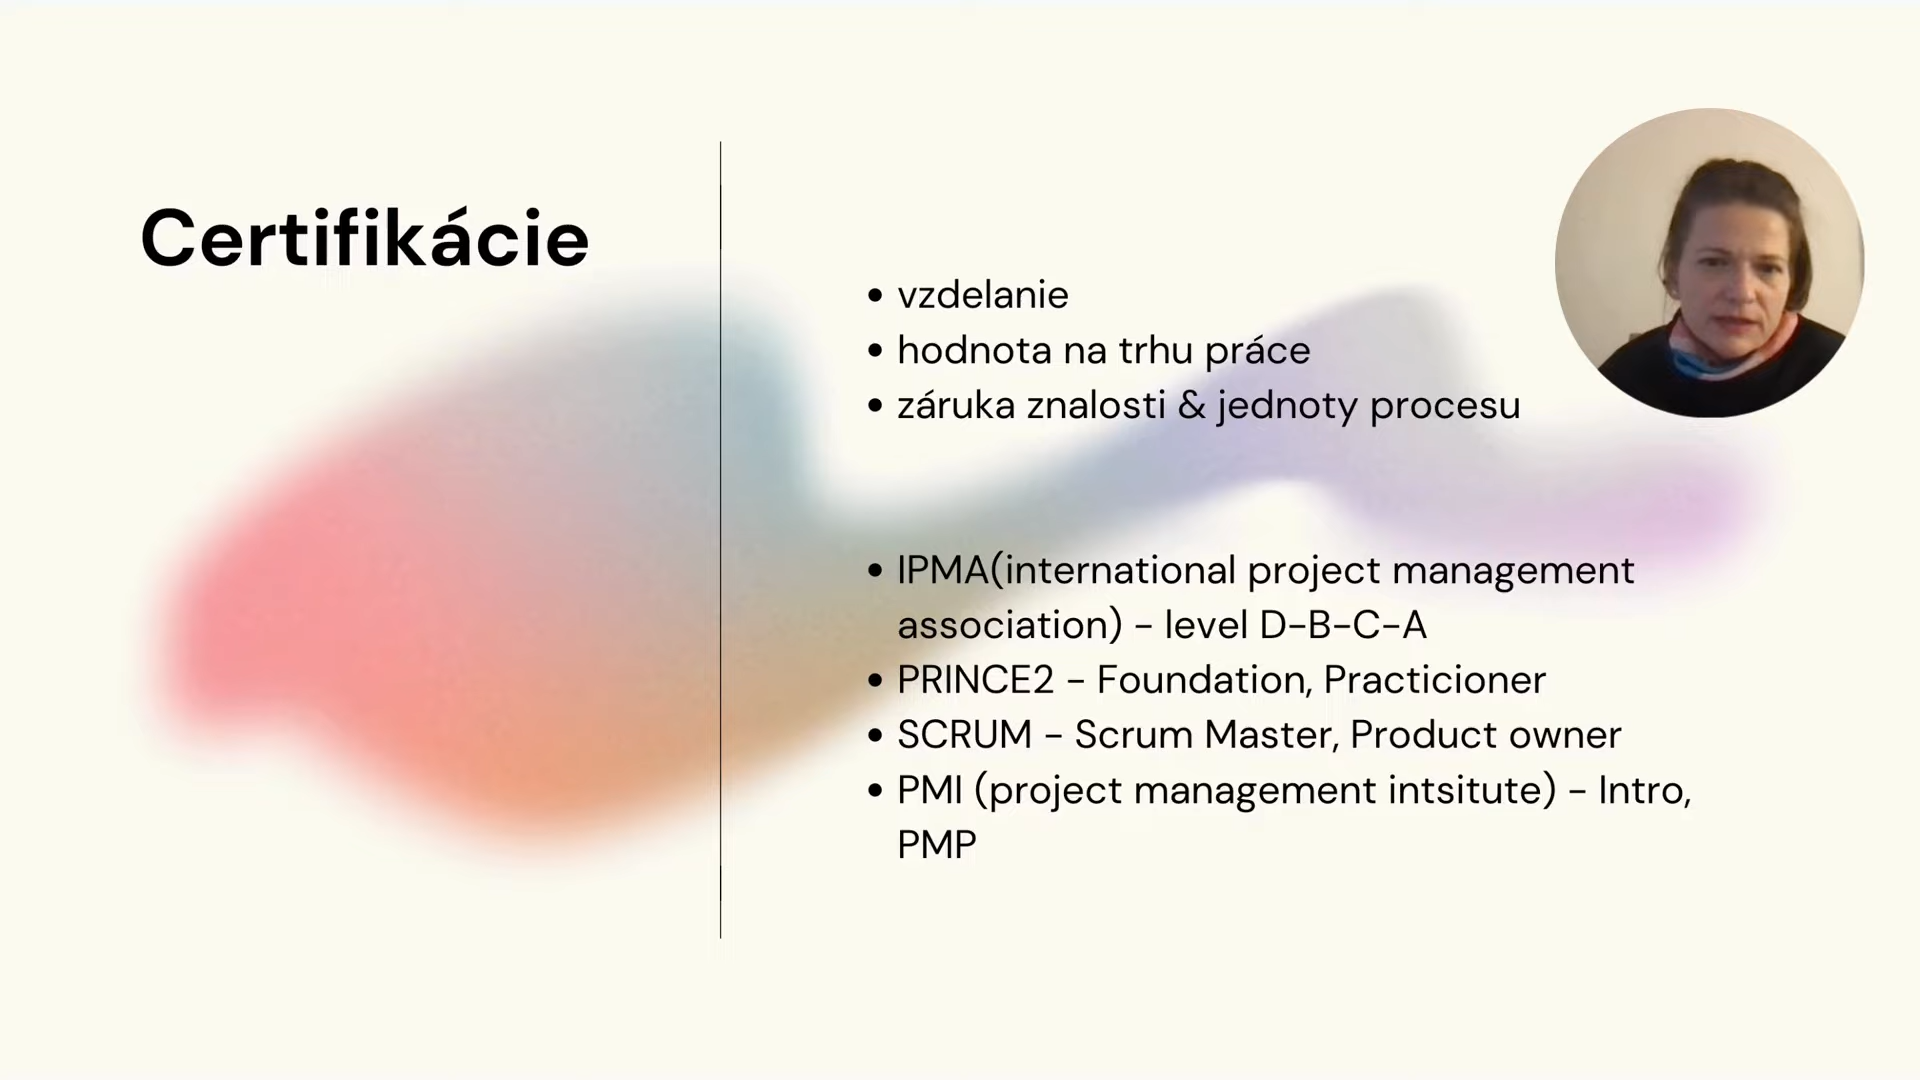 Certifikácie
vzdelanie
hodnota na trhu práce
záruka znalosti & jednoty procesu
IPMA(international project management
association) - level D-B-C-A
PRINCE2 - Foundation, Practicioner
SCRUM - Scrum Master, Product owner
PMI (project management intsitute) - Intro,
PMP